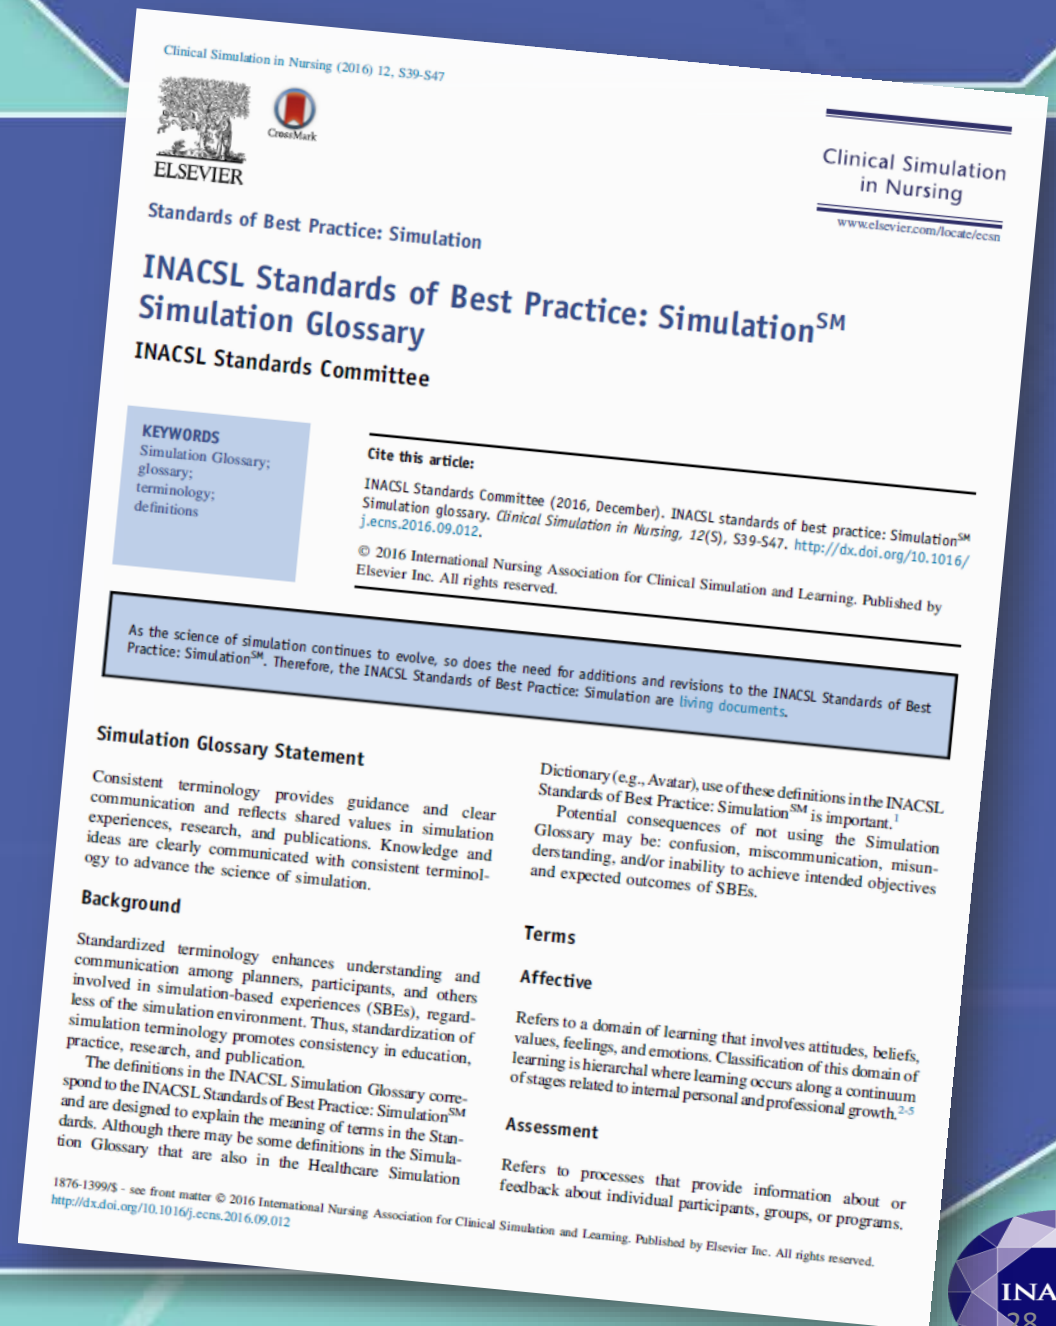 Clinical Simulation in Nursing (2016) 12, S39-S47
CrossMark
ELSEVIER
Clinical Simulation
in Nursing
www.elsevier.com/locate/ecsn
Standards of Best Practice: Simulation
INACSL Standards of Best Practice: Simulation℠
Simulation Glossary
INACSL Standards Committee
KEYWORDS
Simulation Glossary;
glossary;
terminology;
definitions
Cite this article:
INACSL Standards Committee (2016, December). INACSL standards of best practice: Simulation℠
Simulation glossary. Clinical Simulation in Nursing, 12(S), S39-S47. http://dx.doi.org/10.1016/
j.ecns.2016.09.012.
© 2016 International Nursing Association for Clinical Simulation and Learning. Published by
Elsevier Inc. All rights reserved.
As the science of simulation continues to evolve, so does the need for additions and revisions to the INACSL Standards of Best
Practice: Simulation℠. Therefore, the INACSL Standards of Best Practice: Simulation are living documents.
Simulation Glossary Statement
Consistent terminology provides guidance and clear
communication and reflects shared values in simulation
experiences, research, and publications. Knowledge and
ideas are clearly communicated with consistent terminol-
ogy to advance the science of simulation.
Background
Standardized terminology enhances understanding and
communication among planners, participants, and others
involved in simulation-based experiences (SBEs), regard-
less of the simulation environment. Thus, standardization of
simulation terminology promotes consistency in education,
practice, research, and publication.
The definitions in the INACSL Simulation Glossary corre-
spond to the INACSL Standards of Best Practice: Simulation℠
and are designed to explain the meaning of terms in the Stan-
dards. Although there may be some definitions in the Simula-
tion Glossary that are also in the Healthcare Simulation
Dictionary (e.g., Avatar), use of these definitions in the INACSL
Standards of Best Practice: Simulation℠ is important.1
Potential consequences of not using the Simulation
Glossary may be: confusion, miscommunication, misun-
derstanding, and/or inability to achieve intended objectives
and expected outcomes of SBEs.
Terms
Affective
Refers to a domain of learning that involves attitudes, beliefs,
values, feelings, and emotions. Classification of this domain of
learning is hierarchal where learning occurs along a continuum
of stages related to internal personal and professional growth.2-5
Assessment
Refers to processes that provide information about or
feedback about individual participants, groups, or programs.
1876-1399/$ - see front matter © 2016 International Nursing Association for Clinical Simulation and Learning. Published by Elsevier Inc. All rights reserved.
http://dx.doi.org/10.1016/j.ecns.2016.09.012
INA
28